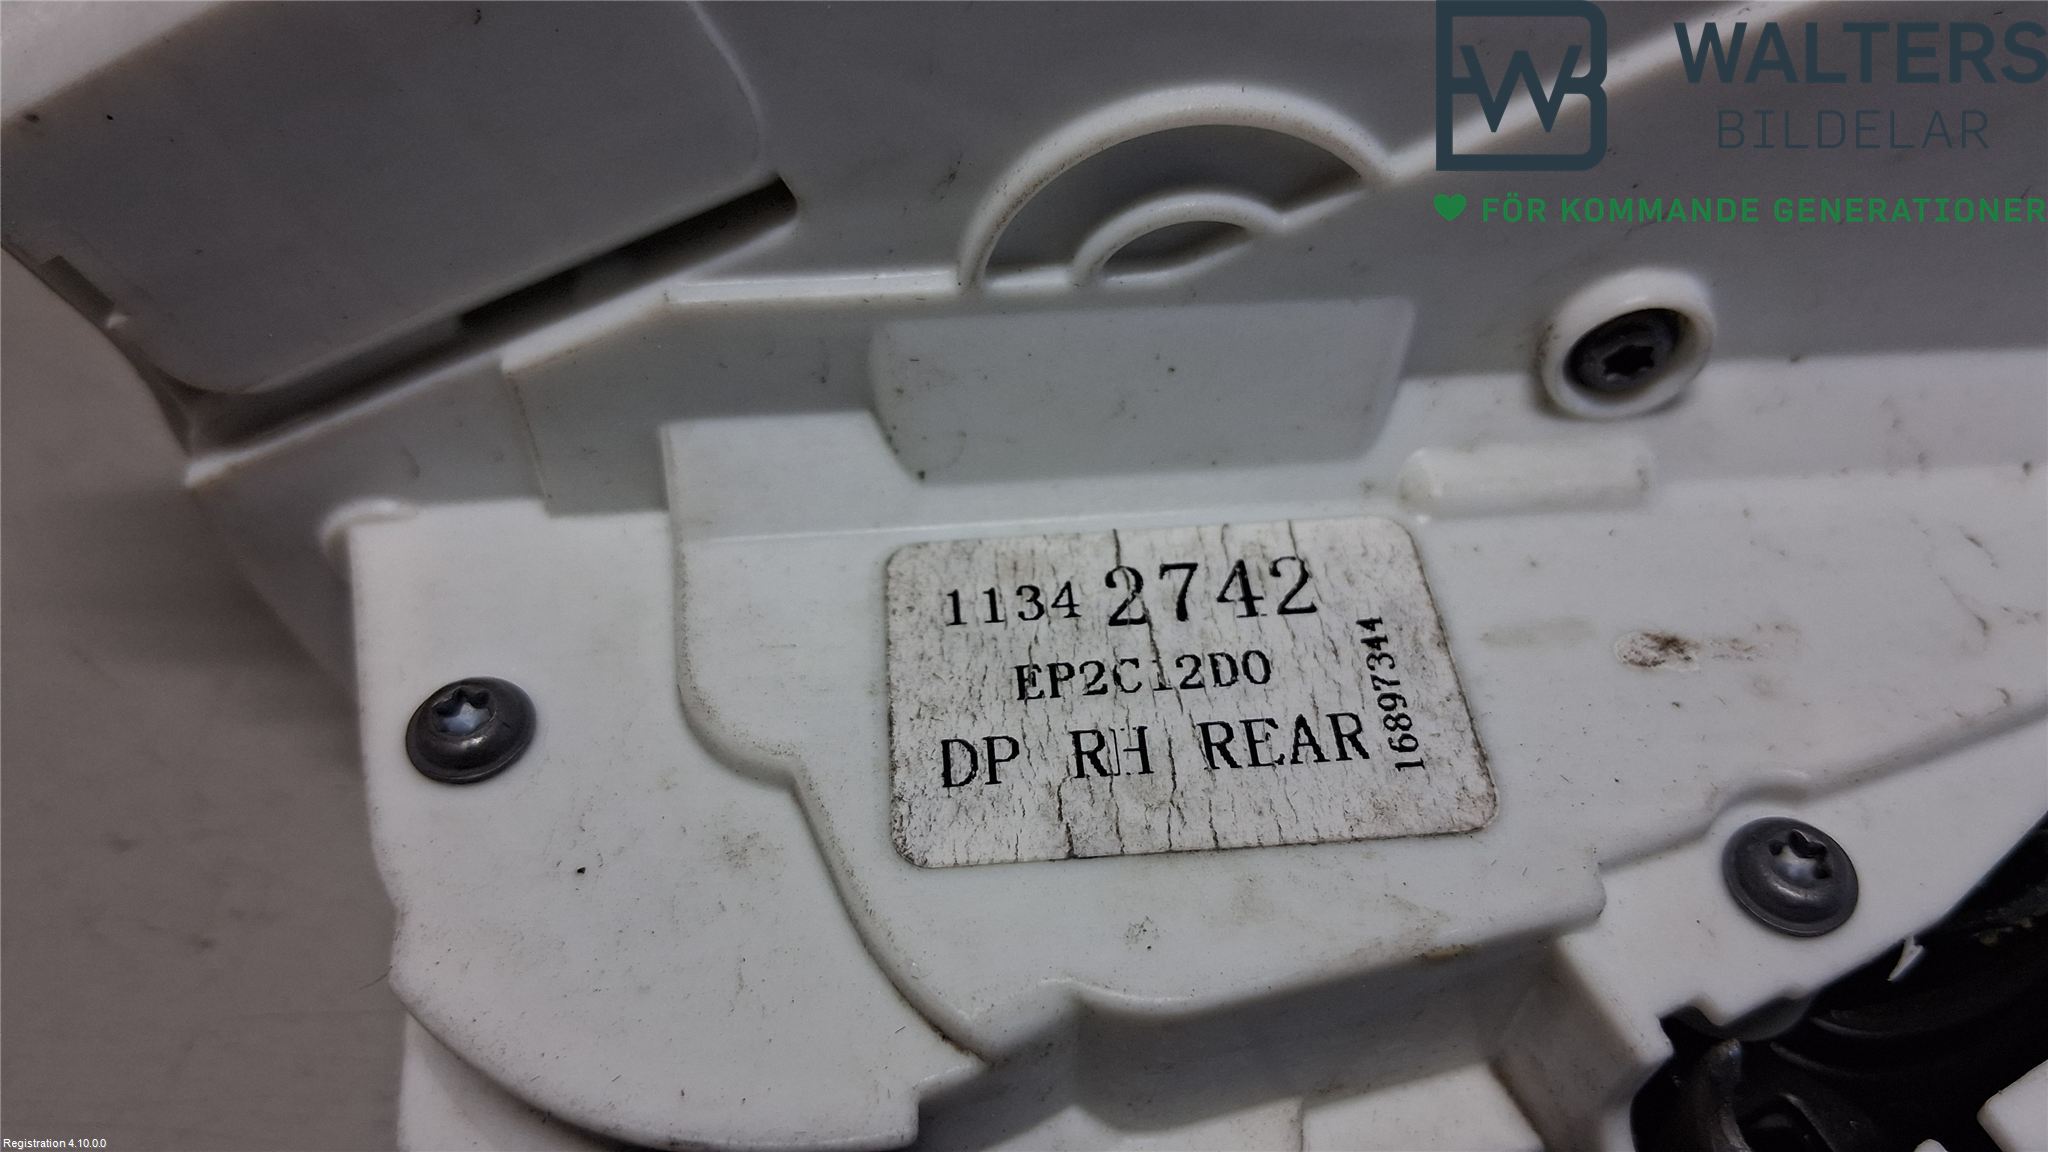 WALTERS
BILDELAR
FÖR KOMMANDE GENERATIONER
1134 2742
EP2C12D0
DP RH REAR
16897344
Registration 4.10.0.0